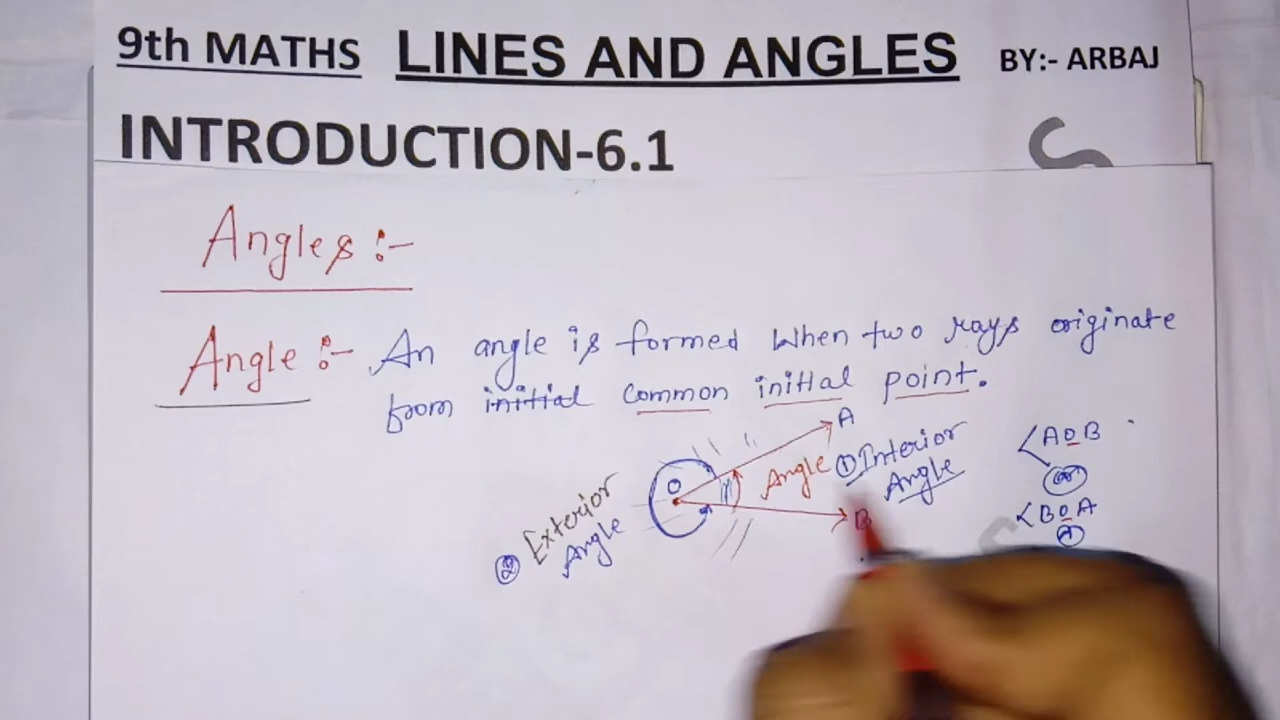 9th MATHS LINES AND ANGLES BY:- ARBAJ
INTRODUCTION-6.1
Angles :-
Angle :- An angle is formed When two rays originate
from initial common initial point.
A
O
B
Angle
① Interior
Angle
② Exterior
Angle
<AOB
(or)
<BOA
S
S